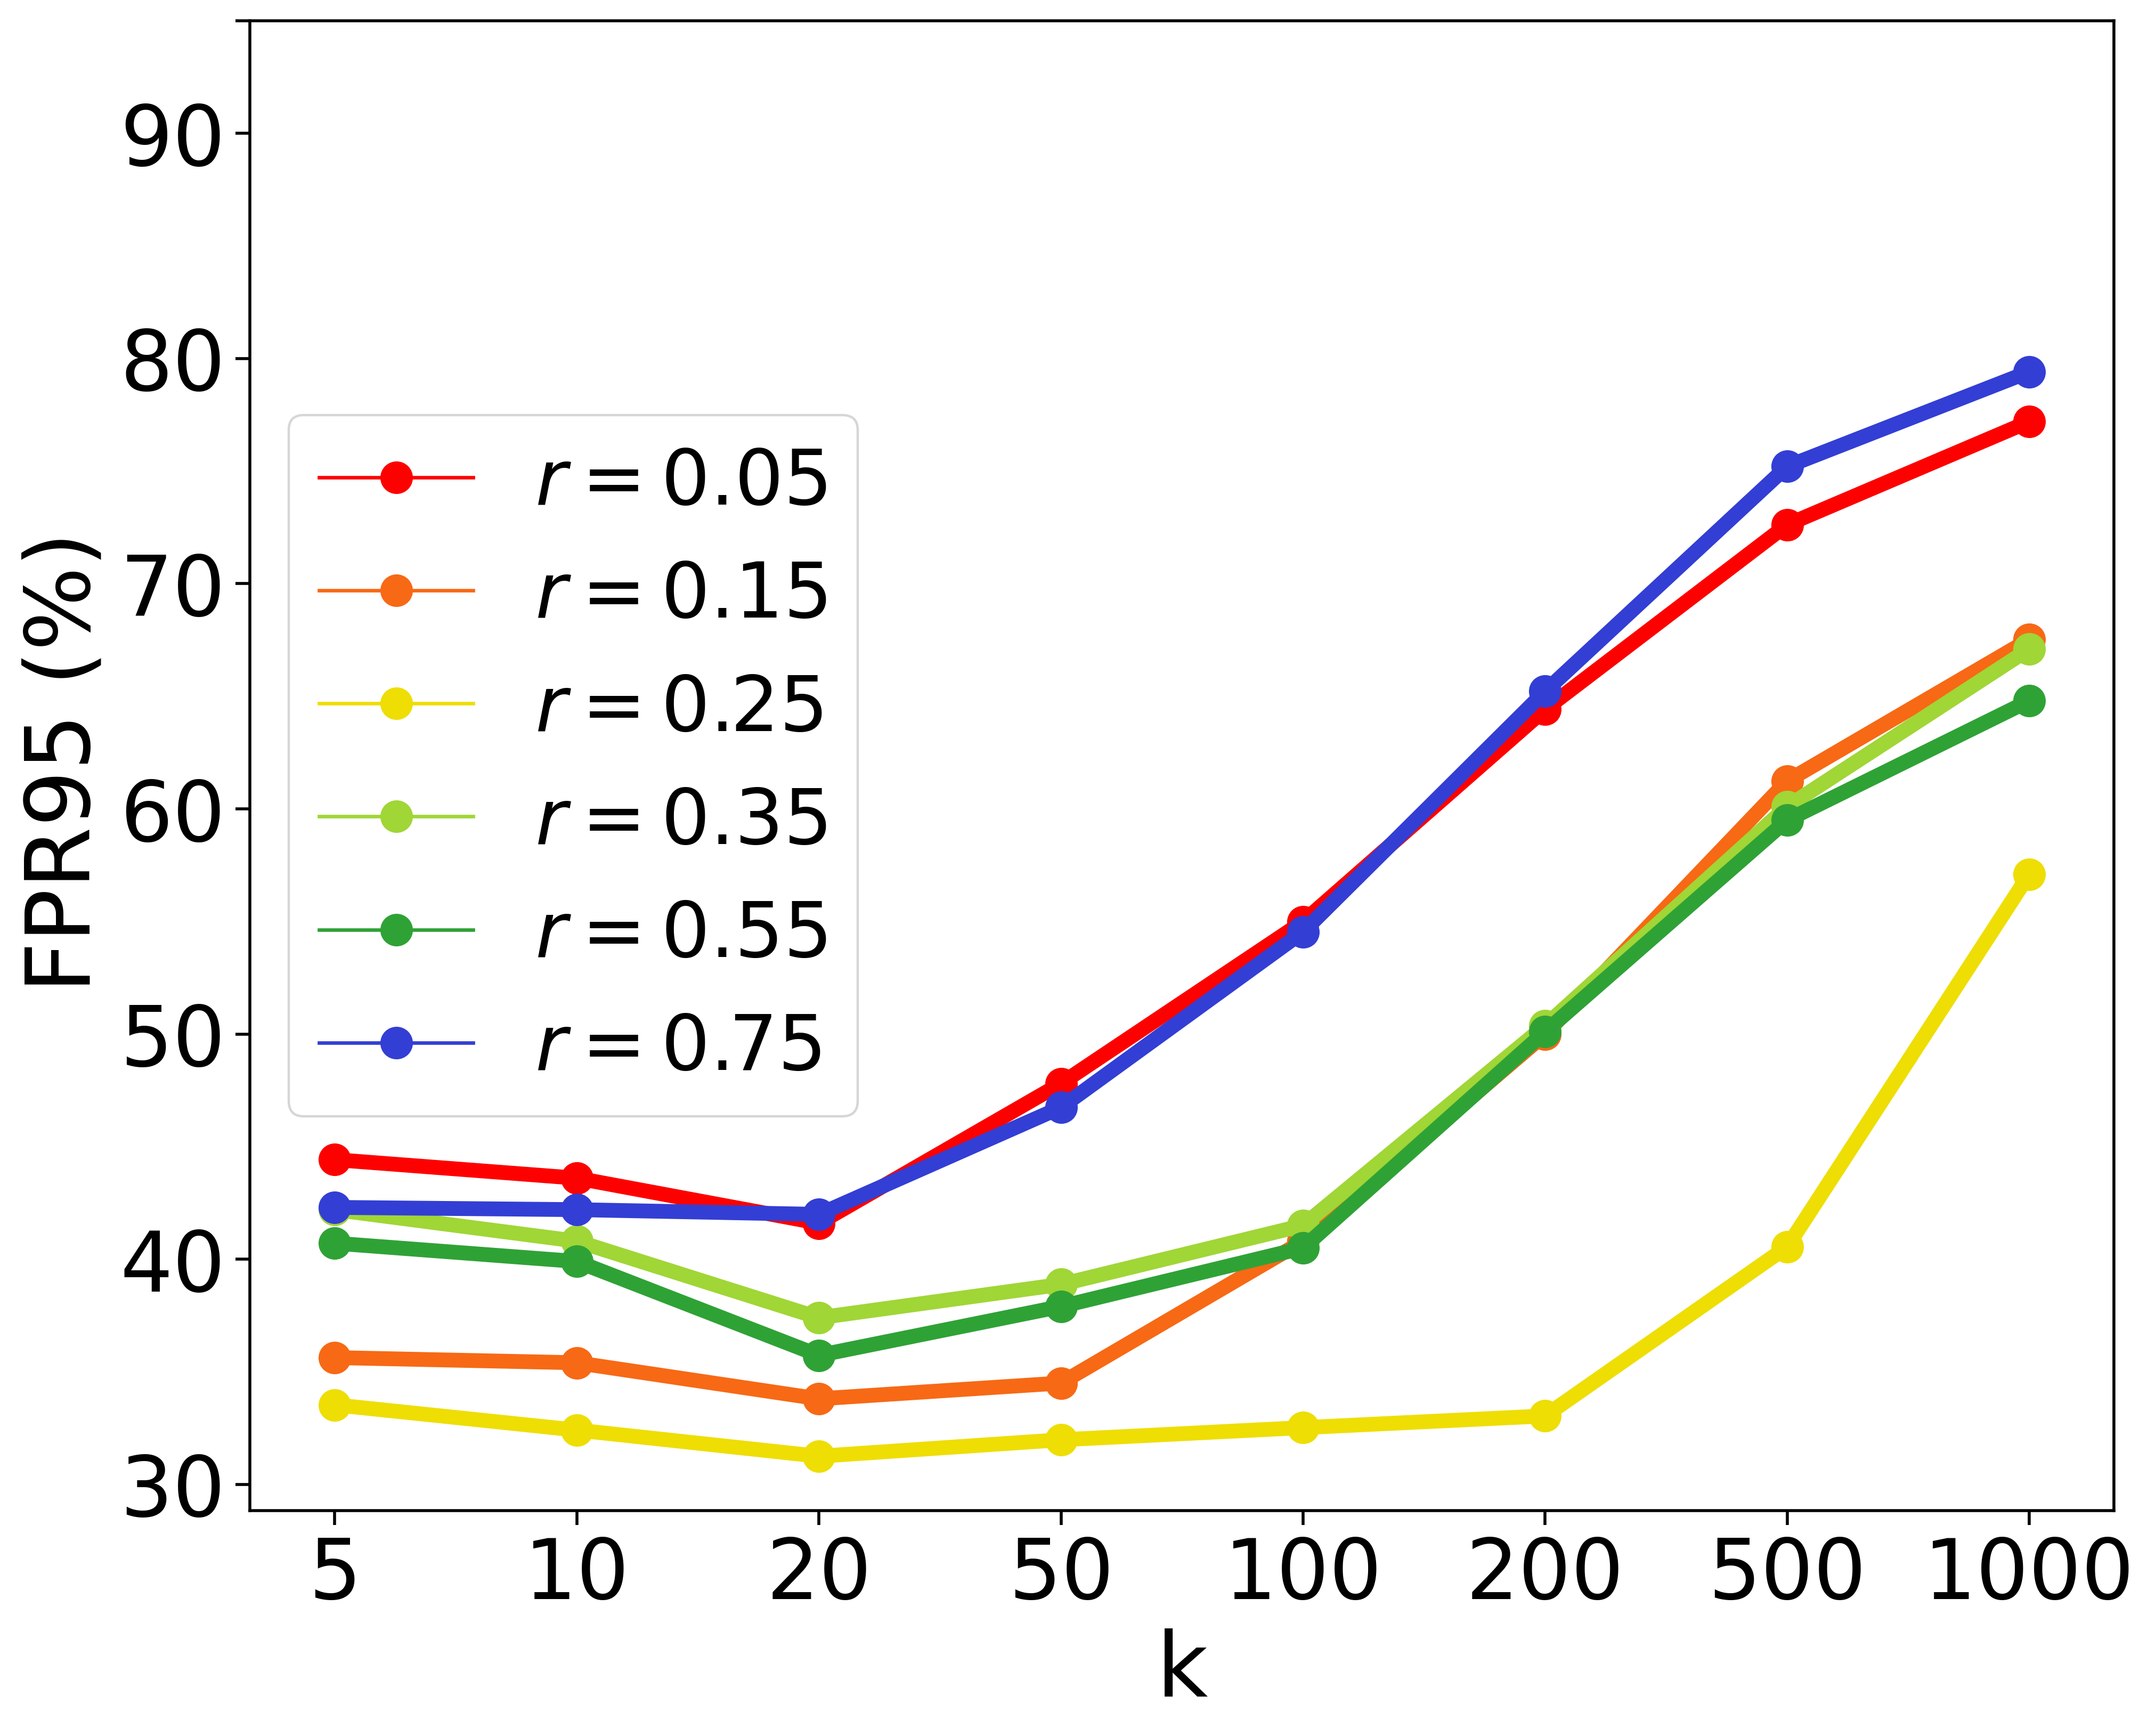 FPR95 (%)
90
80
70
60
50
40
30
r = 0.05
r = 0.15
r = 0.25
r = 0.35
r = 0.55
r = 0.75
5 10 20 50 100 200 500 1000
k